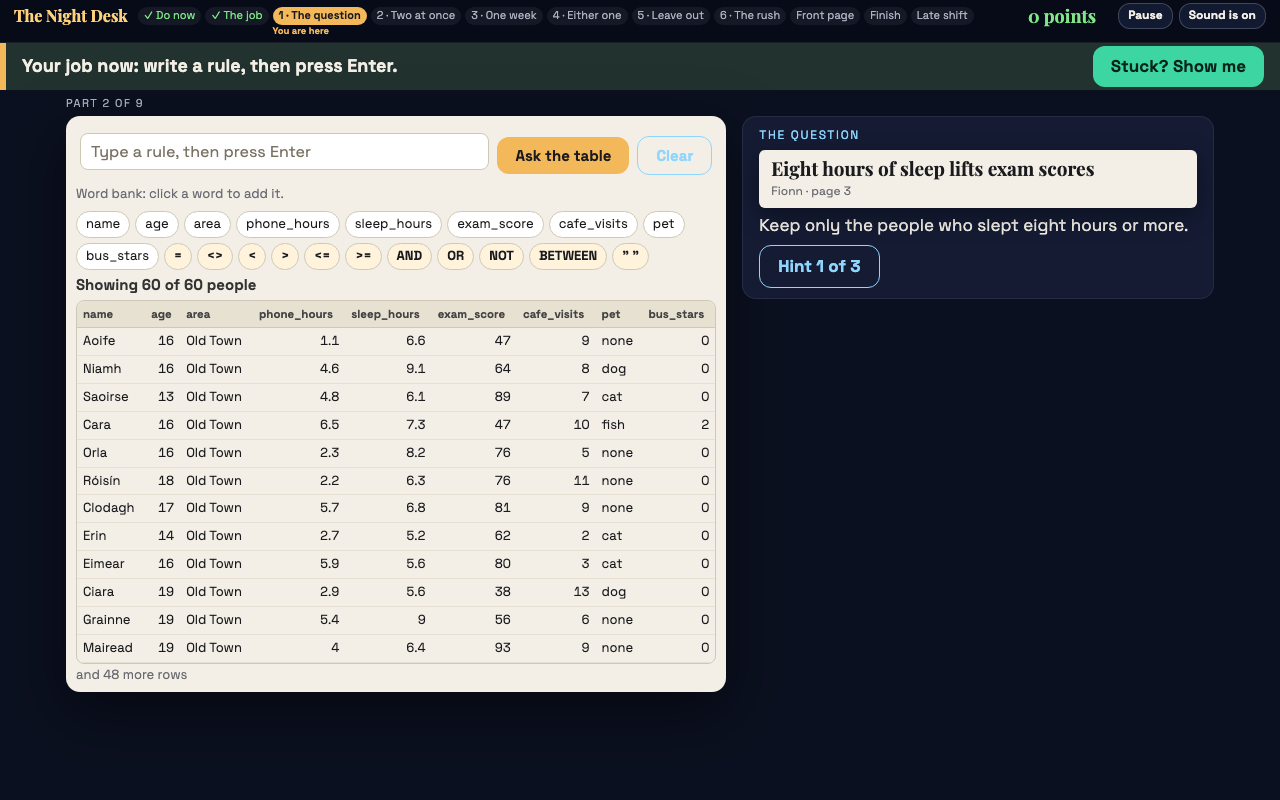 The Night Desk ✓ Do now ✓ The job 1 · The question 2 · Two at once 3 · One week 4 · Either one 5 · Leave out 6 · The rush Front page Finish Late shift 0 points Pause Sound is on
You are here
Your job now: write a rule, then press Enter. Stuck? Show me
PART 2 OF 9
Type a rule, then press Enter Ask the table Clear
Word bank: click a word to add it.
name age area phone_hours sleep_hours exam_score cafe_visits pet
bus_stars = <> < > <= >= AND OR NOT BETWEEN " "
Showing 60 of 60 people
name age area phone_hours sleep_hours exam_score cafe_visits pet bus_stars
Aoife 16 Old Town 1.1 6.6 47 9 none 0
Niamh 16 Old Town 4.6 9.1 64 8 dog 0
Saoirse 13 Old Town 4.8 6.1 89 7 cat 0
Cara 16 Old Town 6.5 7.3 47 10 fish 2
Orla 16 Old Town 2.3 8.2 76 5 none 0
Róisín 18 Old Town 2.2 6.3 76 11 none 0
Clodagh 17 Old Town 5.7 6.8 81 9 none 0
Erin 14 Old Town 2.7 5.2 62 2 cat 0
Eimear 16 Old Town 5.9 5.6 80 3 cat 0
Ciara 19 Old Town 2.9 5.6 38 13 dog 0
Grainne 19 Old Town 5.4 9 56 6 none 0
Mairead 19 Old Town 4 6.4 93 9 none 0
and 48 more rows
THE QUESTION
Eight hours of sleep lifts exam scores
Fionn · page 3
Keep only the people who slept eight hours or more.
Hint 1 of 3